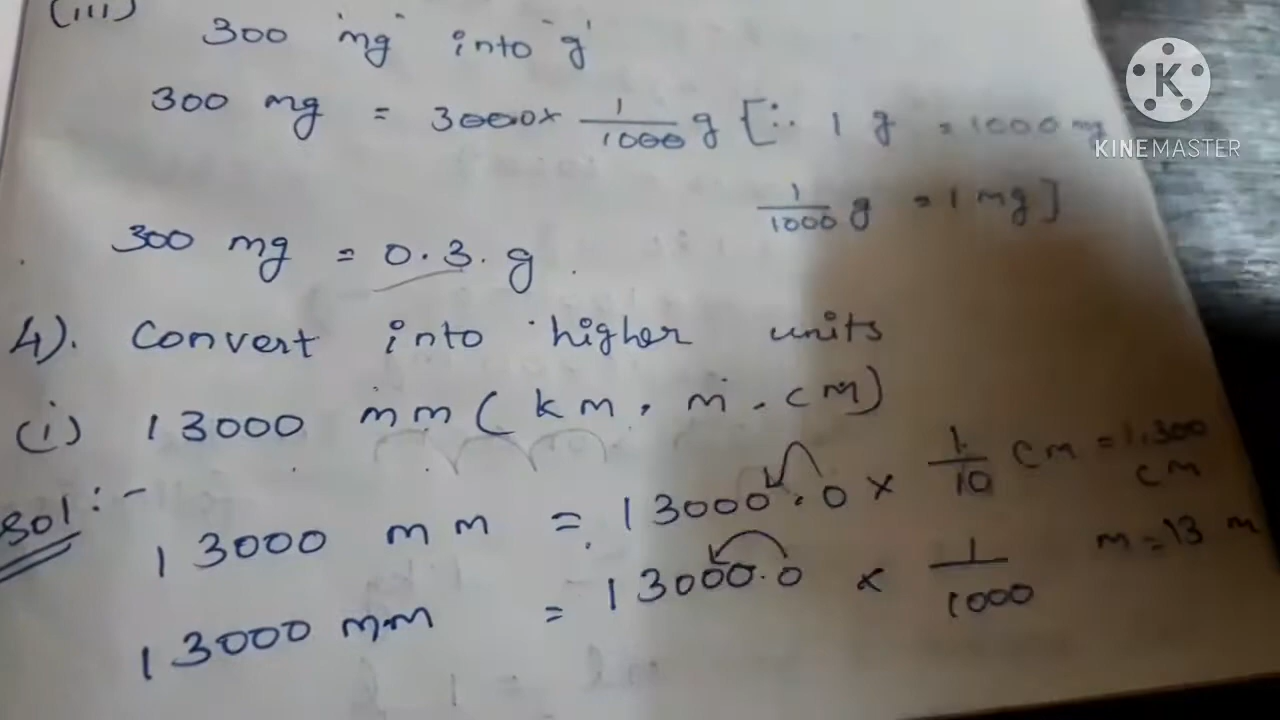 (iii)
300 mg into g
300 mg = 3000 × 1/1000 g [∵ 1 g = 1000 mg
1/1000 g = 1 mg]
300 mg = 0.3. g.
4). Convert into higher units
(i) 13000 mm (km, m, cm)
Sol:-
13000 mm = 13000.0 × 1/10 cm = 1,300 cm
13000 mm = 13000.0 × 1/1000 m = 13 m
K
KINEMASTER